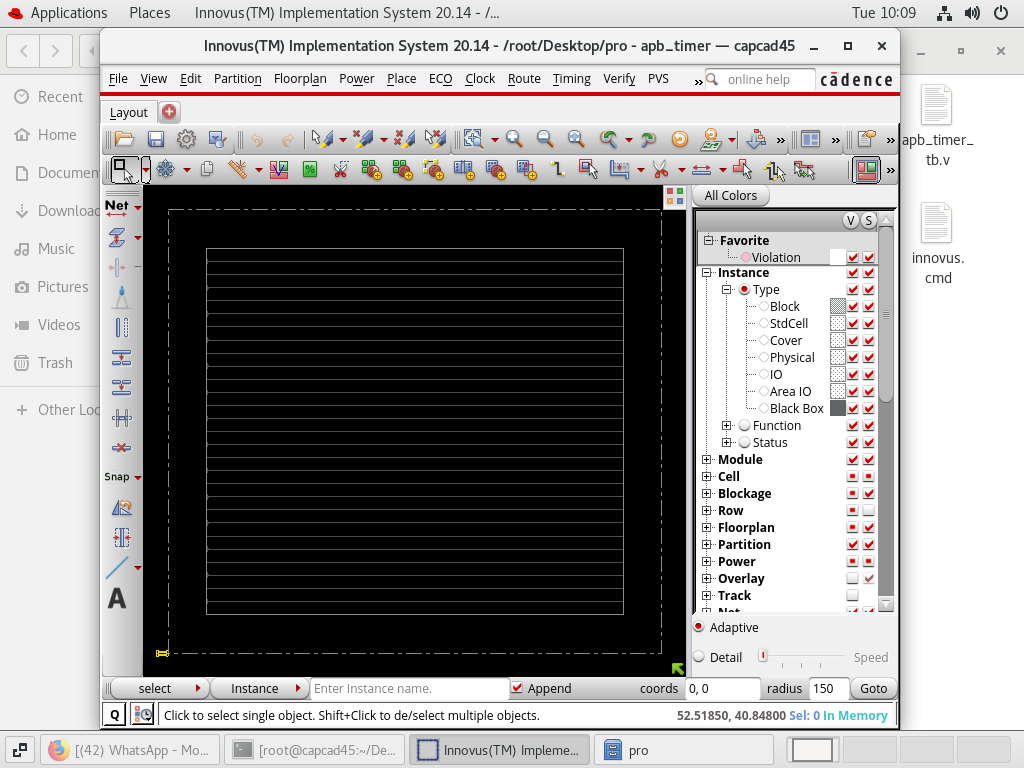 Applications Places Innovus(TM) Implementation System 20.14 - /... Tue 10:09
Innovus(TM) Implementation System 20.14 - /root/Desktop/pro - apb_timer — capcad45
File View Edit Partition Floorplan Power Place ECO Clock Route Timing Verify PVS » online help cādence
Layout
Recent
Home
Documen
Downloa
Music
Pictures
Videos
Trash
+ Other Loc
Net
Snap
A
All Colors
V S
Favorite
Violation
Instance
Type
Block
StdCell
Cover
Physical
IO
Area IO
Black Box
Function
Status
Module
Cell
Blockage
Row
Floorplan
Partition
Power
Overlay
Track
Net
Adaptive
Detail Speed
apb_timer_
tb.v
innovus.
cmd
select Instance Enter Instance name. Append coords 0, 0 radius 150 Goto
Q Click to select single object. Shift+Click to de/select multiple objects. 52.51850, 40.84800 Sel: 0 In Memory
[(42) WhatsApp - Mo... [root@capcad45:~/De... Innovus(TM) Impleme... pro